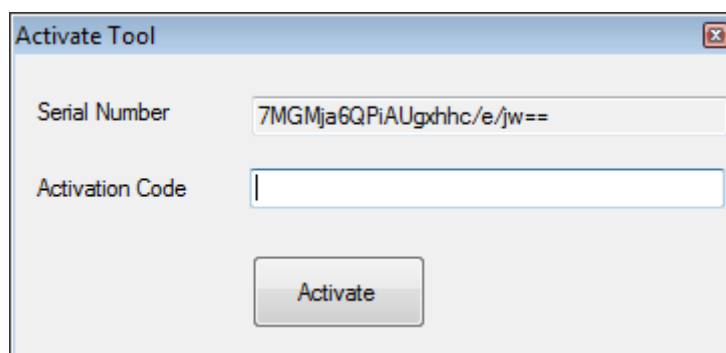 Activate Tool
Serial Number 7MGMja6QPiAUgxhhc/e/jw==
Activation Code
Activate